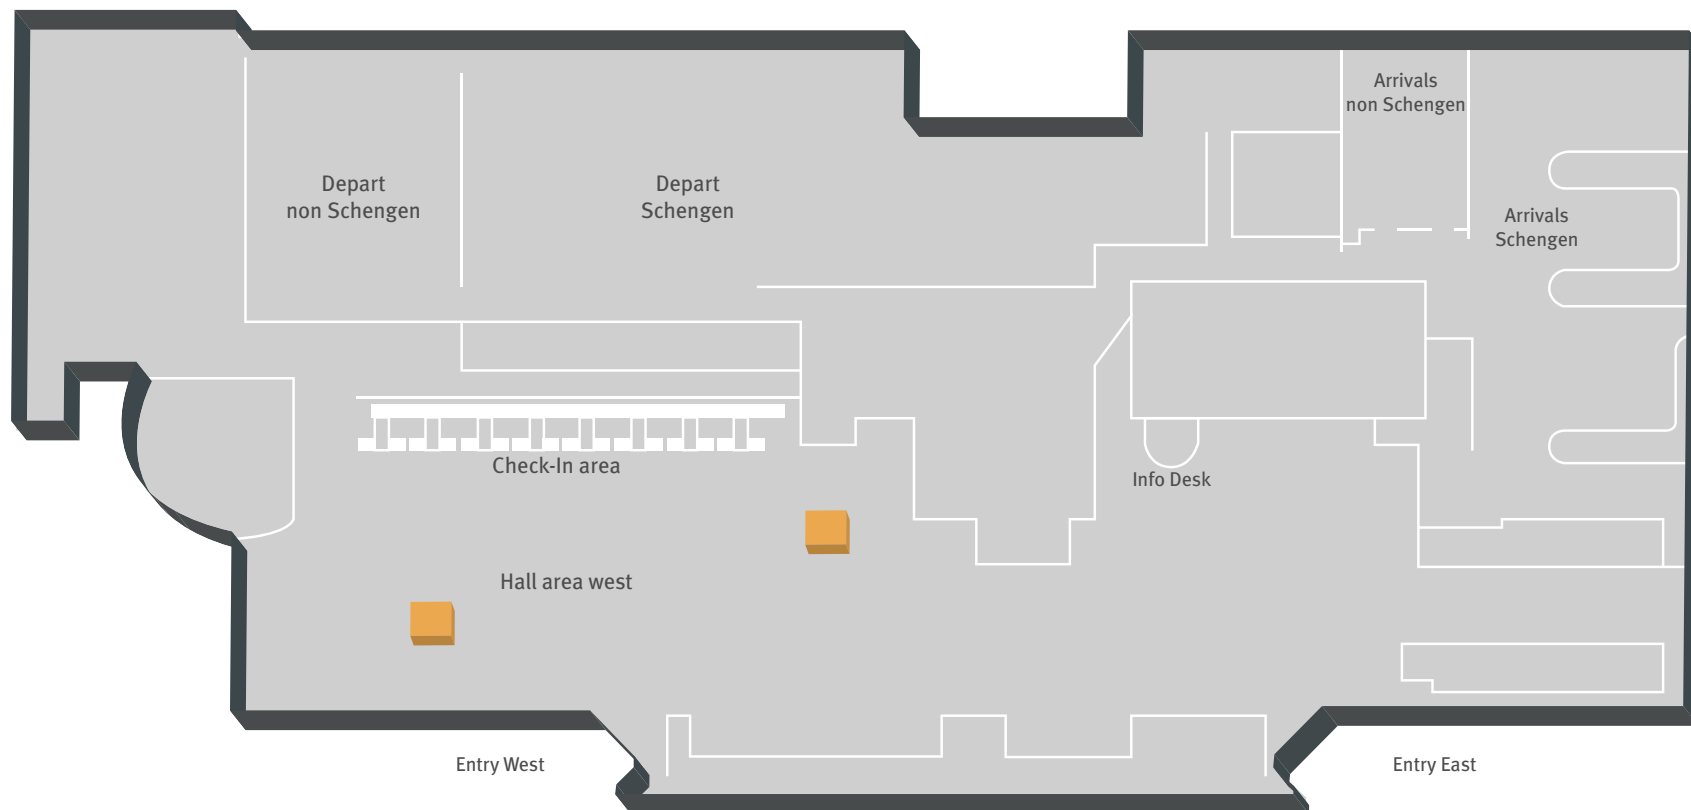 Arrivals
non Schengen
Depart
non Schengen
Depart
Schengen
Arrivals
Schengen
Check-In area
Info Desk
Hall area west
Entry West
Entry East